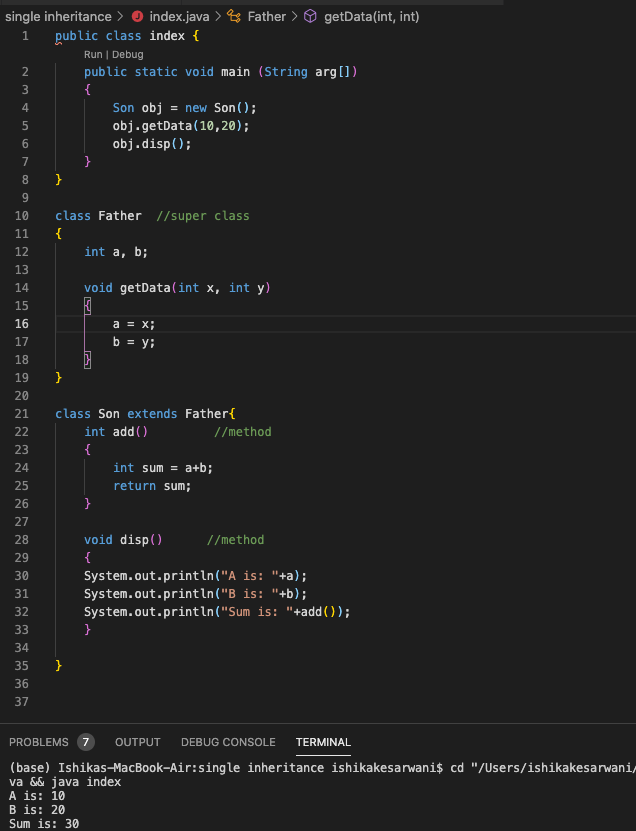 single inheritance > index.java > Father > getData(int, int)
1 public class index {
Run | Debug
2 public static void main (String arg[])
3 {
4 Son obj = new Son();
5 obj.getData(10,20);
6 obj.disp();
7 }
8 }
9
10 class Father //super class
11 {
12 int a, b;
13
14 void getData(int x, int y)
15 {
16 a = x;
17 b = y;
18 }
19 }
20
21 class Son extends Father{
22 int add() //method
23 {
24 int sum = a+b;
25 return sum;
26 }
27
28 void disp() //method
29 {
30 System.out.println("A is: "+a);
31 System.out.println("B is: "+b);
32 System.out.println("Sum is: "+add());
33 }
34
35 }
36
37
PROBLEMS 7 OUTPUT DEBUG CONSOLE TERMINAL
(base) Ishikas-MacBook-Air:single inheritance ishikakesarwani$ cd "/Users/ishikakesarwani/
va && java index
A is: 10
B is: 20
Sum is: 30